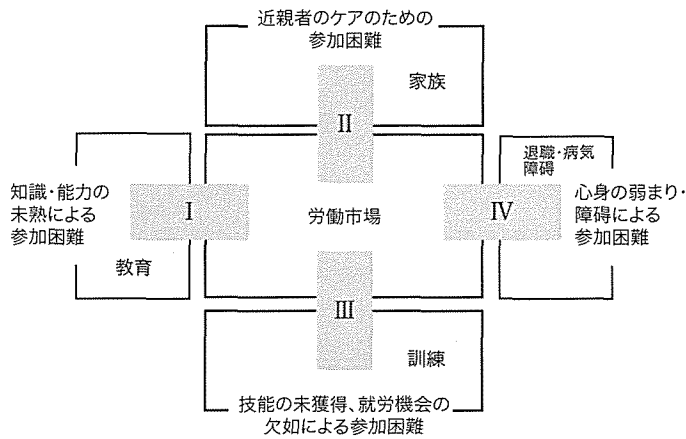 近親者のケアのための
参加困難
家族
Ⅱ
退職・病気
障碍
知識・能力の
未熟による
参加困難
Ⅰ
労働市場
Ⅳ
心身の弱まり・
障碍による
参加困難
教育
Ⅲ
訓練
技能の未獲得、就労機会の
欠如による参加困難